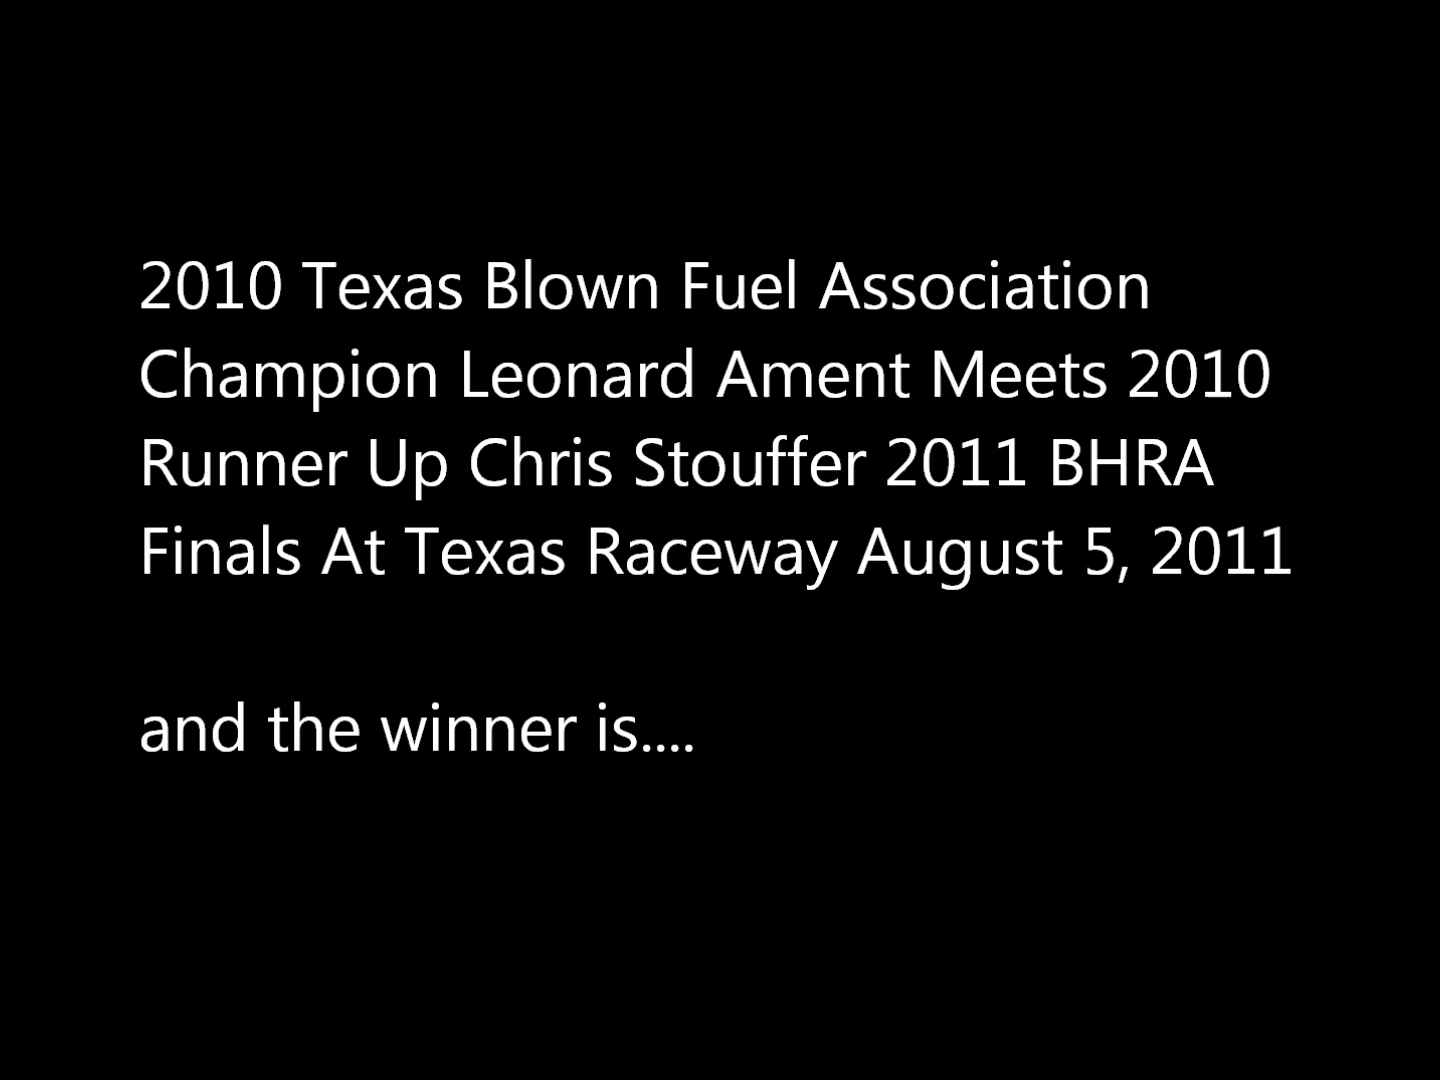 2010 Texas Blown Fuel Association
Champion Leonard Ament Meets 2010
Runner Up Chris Stouffer 2011 BHRA
Finals At Texas Raceway August 5, 2011
and the winner is....